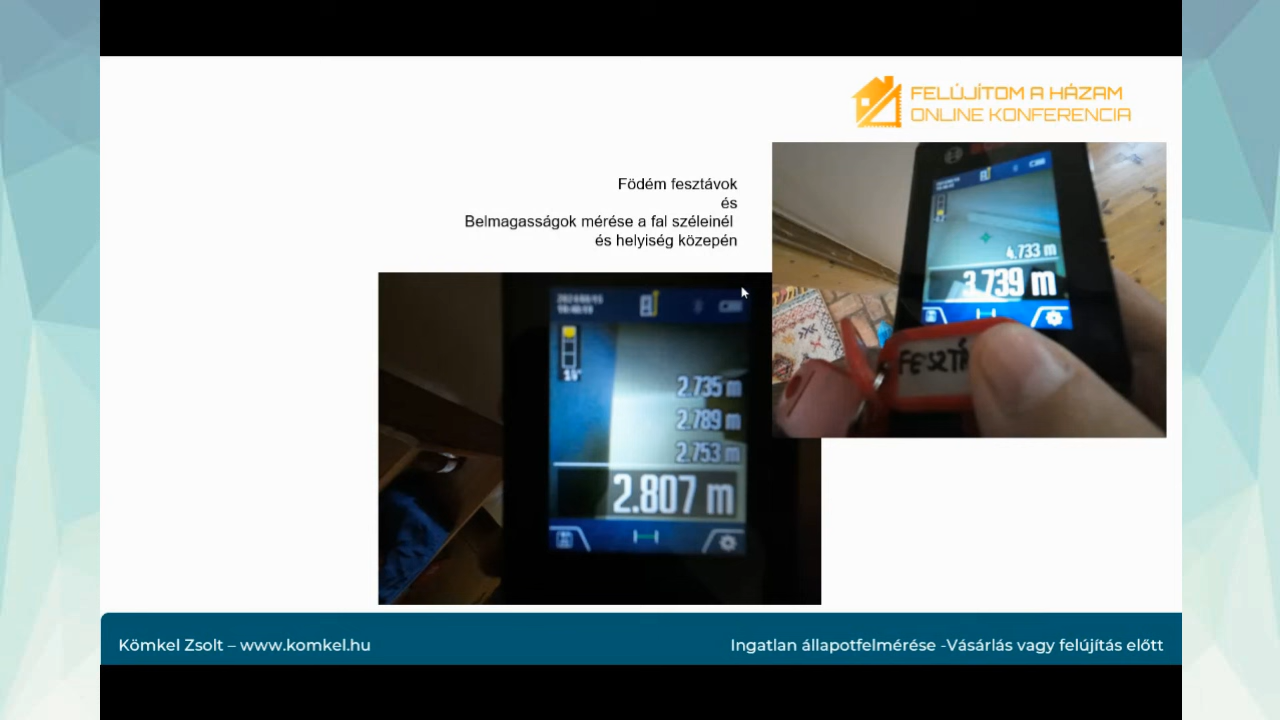 FELÚJÍTOM A HÁZAM
ONLINE KONFERENCIA
Födém fesztávok
és
Belmagasságok mérése a fal széleinél
és helyiség közepén
4.733 m
3.739 m
2.735 m
2.789 m
2.753 m
2.807 m
Kömkel Zsolt – www.komkel.hu
Ingatlan állapotfelmérése -Vásárlás vagy felújítás előtt